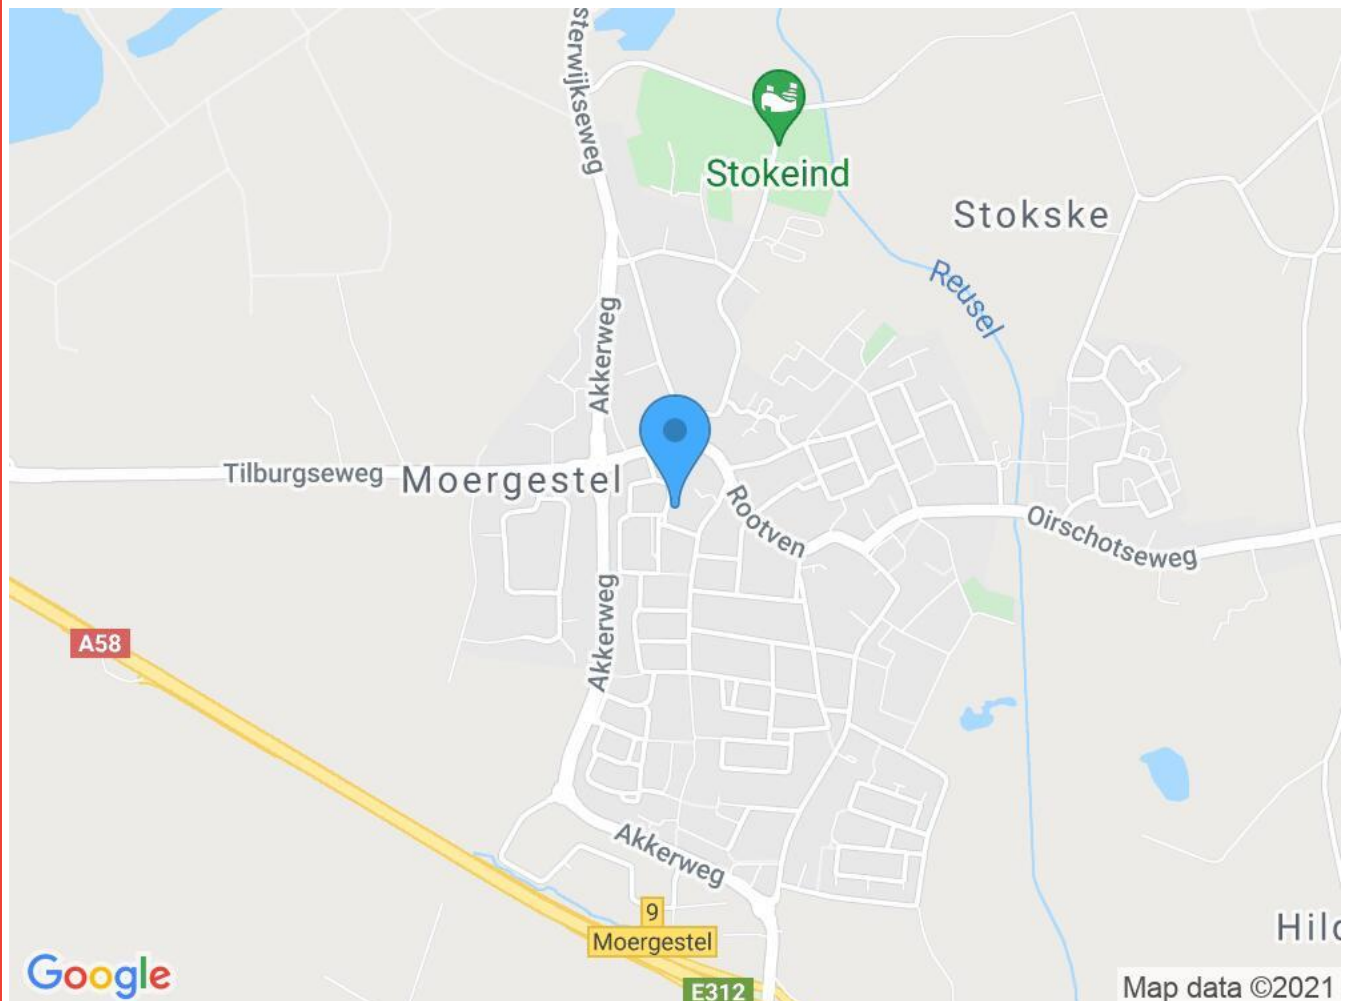 sterwijkseweg
Stokeind
Stokske
Reusel
Akkerweg
Tilburgseweg
Moergestel
Rootven
Oirschotseweg
Akkerweg
A58
Akkerweg
9
Moergestel
Hilc
E312
Google
Map data ©2021